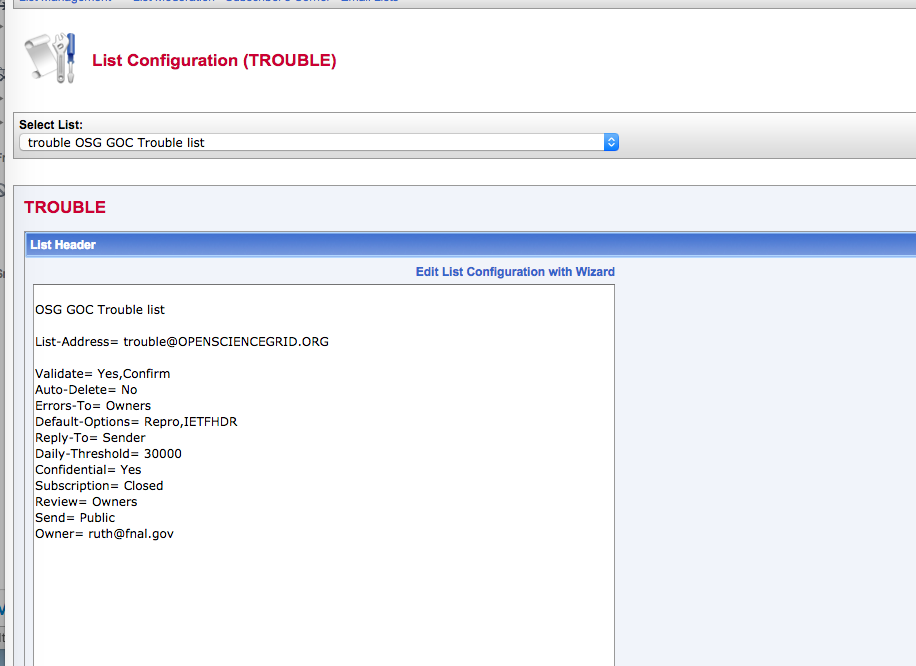 List Configuration (TROUBLE)
Select List:
trouble OSG GOC Trouble list
TROUBLE
List Header
Edit List Configuration with Wizard
OSG GOC Trouble list
List-Address= trouble@OPENSCIENCEGRID.ORG
Validate= Yes,Confirm
Auto-Delete= No
Errors-To= Owners
Default-Options= Repro,IETFHDR
Reply-To= Sender
Daily-Threshold= 30000
Confidential= Yes
Subscription= Closed
Review= Owners
Send= Public
Owner= ruth@fnal.gov